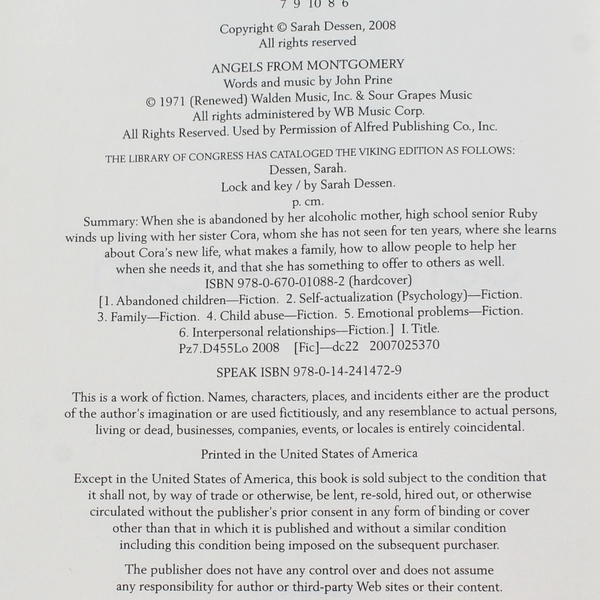 7 9 10 8 6
Copyright © Sarah Dessen, 2008
All rights reserved
ANGELS FROM MONTGOMERY
Words and music by John Prine
© 1971 (Renewed) Walden Music, Inc. & Sour Grapes Music
All rights administered by WB Music Corp.
All Rights Reserved. Used by Permission of Alfred Publishing Co., Inc.
THE LIBRARY OF CONGRESS HAS CATALOGED THE VIKING EDITION AS FOLLOWS:
Dessen, Sarah.
Lock and key / by Sarah Dessen.
p. cm.
Summary: When she is abandoned by her alcoholic mother, high school senior Ruby
winds up living with her sister Cora, whom she has not seen for ten years, where she learns
about Cora's new life, what makes a family, how to allow people to help her
when she needs it, and that she has something to offer to others as well.
ISBN 978-0-670-01088-2 (hardcover)
[1. Abandoned children—Fiction. 2. Self-actualization (Psychology)—Fiction.
3. Family—Fiction. 4. Child abuse—Fiction. 5. Emotional problems—Fiction.
6. Interpersonal relationships—Fiction.] I. Title.
Pz7.D455Lo 2008 [Fic]—dc22 2007025370
SPEAK ISBN 978-0-14-241472-9
This is a work of fiction. Names, characters, places, and incidents either are the product
of the author's imagination or are used fictitiously, and any resemblance to actual persons,
living or dead, businesses, companies, events, or locales is entirely coincidental.
Printed in the United States of America
Except in the United States of America, this book is sold subject to the condition that
it shall not, by way of trade or otherwise, be lent, re-sold, hired out, or otherwise
circulated without the publisher's prior consent in any form of binding or cover
other than that in which it is published and without a similar condition
including this condition being imposed on the subsequent purchaser.
The publisher does not have any control over and does not assume
any responsibility for author or third-party Web sites or their content.